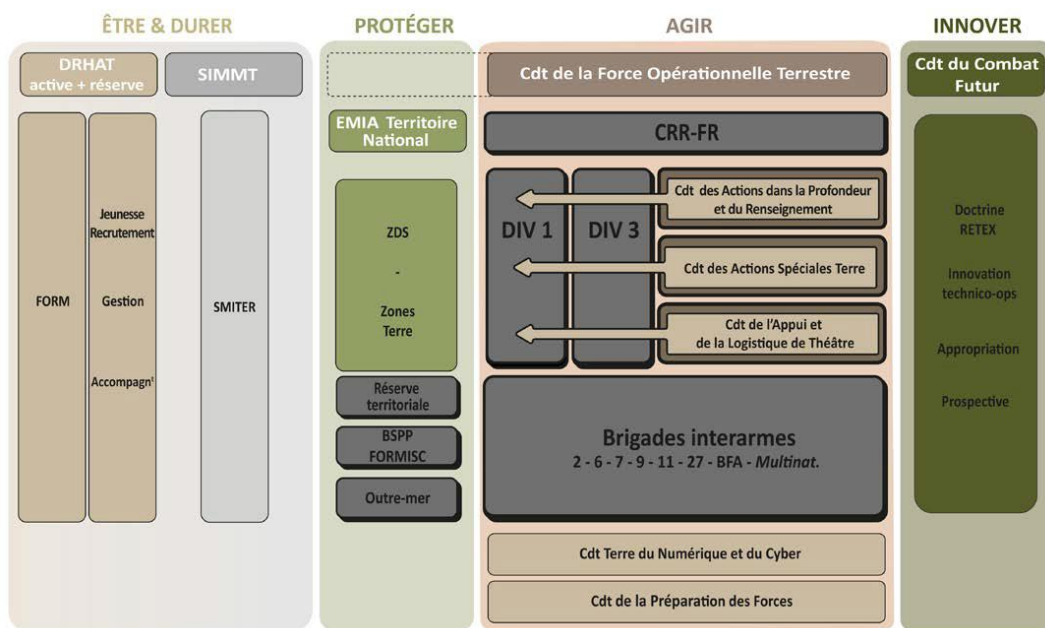 ÊTRE & DURER
DRHAT
active + réserve
SIMMT
FORM
Jeunesse
Recrutement
Gestion
Accompagnᵗ
SMITER
PROTÉGER
EMIA Territoire
National
ZDS
-
Zones
Terre
Réserve
territoriale
BSPP
FORMISC
Outre-mer
AGIR
Cdt de la Force Opérationnelle Terrestre
CRR-FR
DIV 1
DIV 3
Cdt des Actions dans la Profondeur
et du Renseignement
Cdt des Actions Spéciales Terre
Cdt de l'Appui et
de la Logistique de Théâtre
Brigades interarmes
2 - 6 - 7 - 9 - 11 - 27 - BFA - Multinat.
Cdt Terre du Numérique et du Cyber
Cdt de la Préparation des Forces
INNOVER
Cdt du Combat
Futur
Doctrine
RETEX
Innovation
technico-ops
Appropriation
Prospective